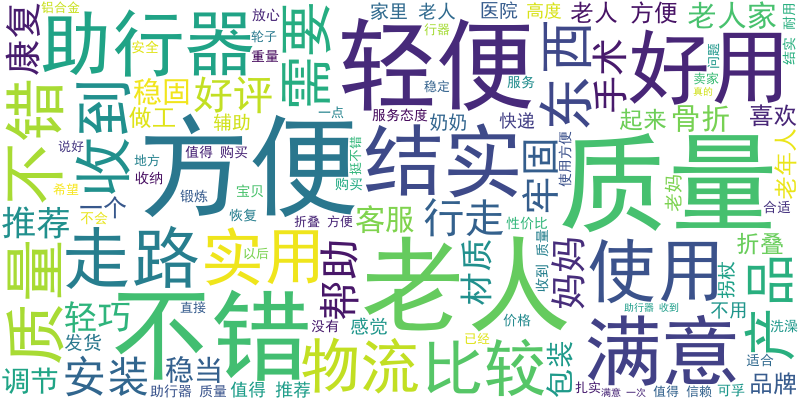 康复
铝合金
助行器
放心
轮子
安全
重量
需要
家里 老人
行器
医院
高度
老人 方便
老人家
耐用
结实
轻便
东西
手术
好用
问题
卖家
真的
不错
收到
稳固
好评
做工
辅助
一点
稳定
服务
服务态度
奶奶
快递
起来
骨折
喜欢
说好
地方
值得 购买
收纳
希望
方便
挺不错
购买
结实
牢固
使用方便
质量
老妈
老年人
合适
一个
不会
锻炼
宝贝
恢复
推荐
折叠 方便
客服
行走
性价比
质量
走路
实用
以后
帮助
老人
材质
收到 质量
妈妈
使用
拐杖
折叠
产品
轻巧
不错
直接
没有
感觉
价格
助行器 收到
不用
洗澡
发货
物流
已经
比较
满意
适合
调节
安装
稳当
助行器 质量
值得 推荐
包装
扎实
满意 一次
值得 信赖
可孚
品牌